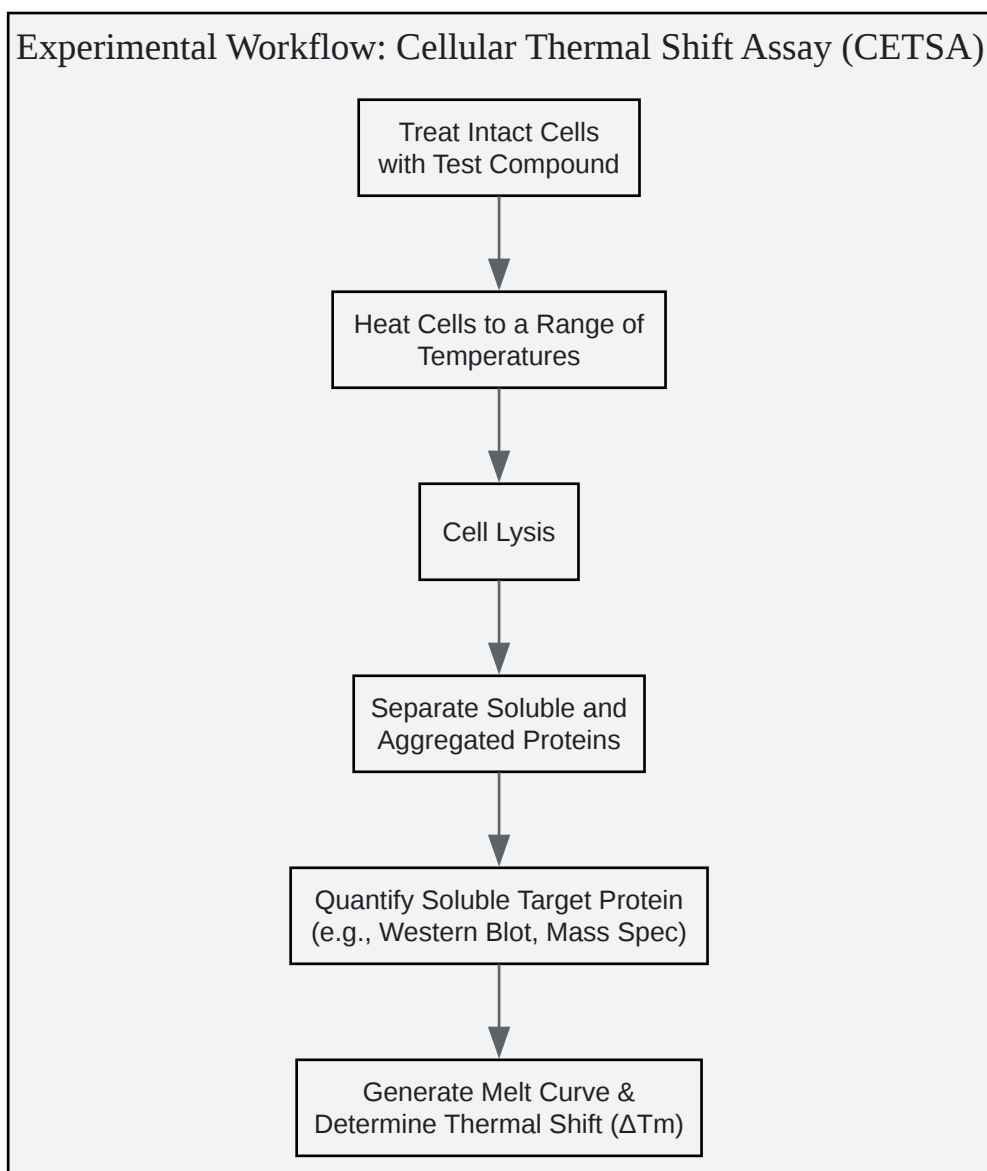 Experimental Workflow: Cellular Thermal Shift Assay (CETSA)
Treat Intact Cells
with Test Compound
Heat Cells to a Range of
Temperatures
Cell Lysis
Separate Soluble and
Aggregated Proteins
Quantify Soluble Target Protein
(e.g., Western Blot, Mass Spec)
Generate Melt Curve &
Determine Thermal Shift (ΔTm)